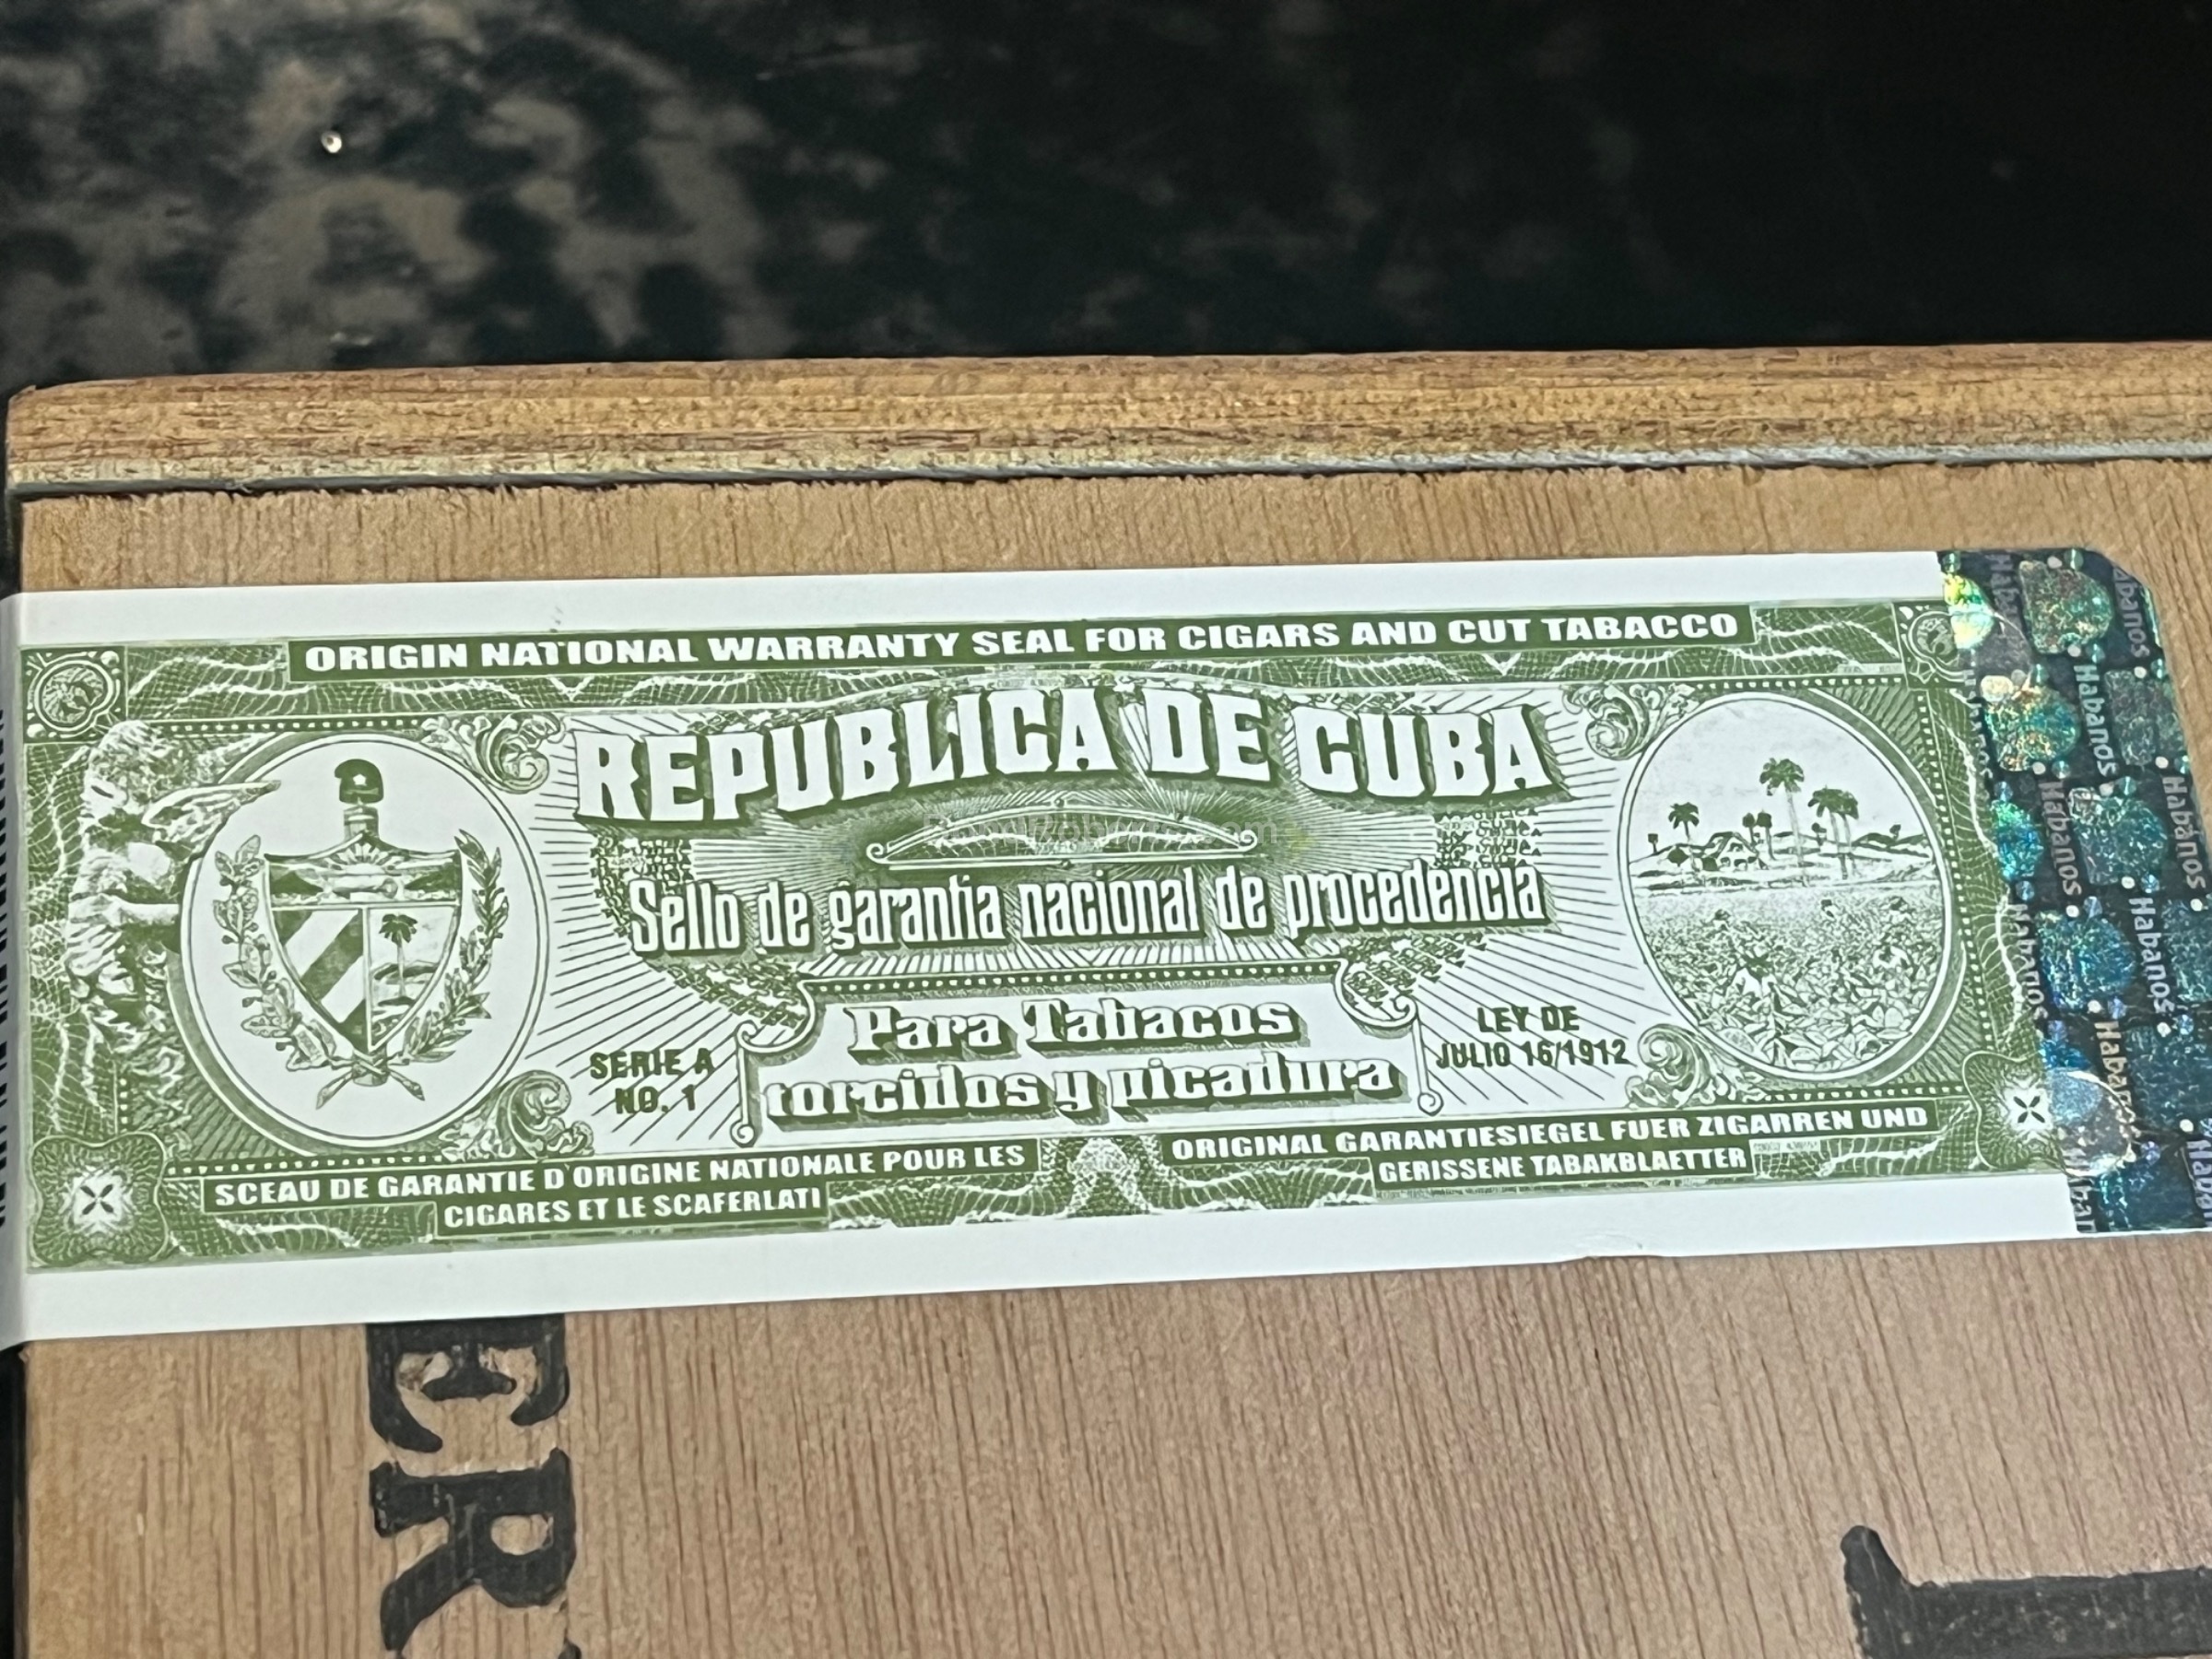 ORIGIN NATIONAL WARRANTY SEAL FOR CIGARS AND CUT TABACCO
REPUBLICA DE CUBA
Sello de garantia nacional de procedencia
Para Tabacos
torcidos y picadura
SERIE A
NO. 1
LEY DE
JULIO 16/1912
SCEAU DE GARANTIE D'ORIGINE NATIONALE POUR LES
CIGARES ET LE SCAFERLATI
ORIGINAL GARANTIESIEGEL FUER ZIGARREN UND
GERISSENE TABAKBLAETTER
Habanos
Habanos
Habanos
Habanos
Habanos
Habanos
ER